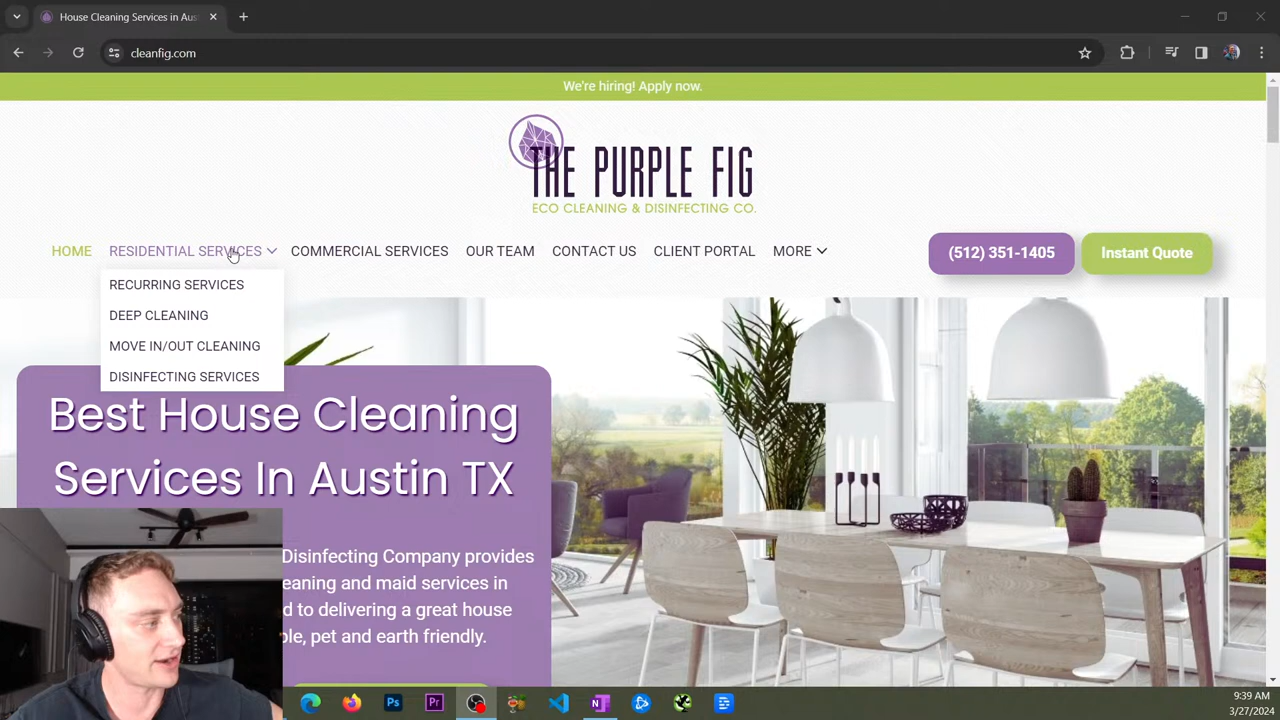 House Cleaning Services in Aus
cleanfig.com
We're hiring! Apply now.
THE PURPLE FIG
ECO CLEANING & DISINFECTING CO.
HOME RESIDENTIAL SERVICES COMMERCIAL SERVICES OUR TEAM CONTACT US CLIENT PORTAL MORE (512) 351-1405 Instant Quote
RECURRING SERVICES
DEEP CLEANING
MOVE IN/OUT CLEANING
DISINFECTING SERVICES
Best House Cleaning
Services In Austin TX
Disinfecting Company provides
eaning and maid services in
d to delivering a great house
ble, pet and earth friendly.
Ps Pr N
9:39 AM
3/27/2024